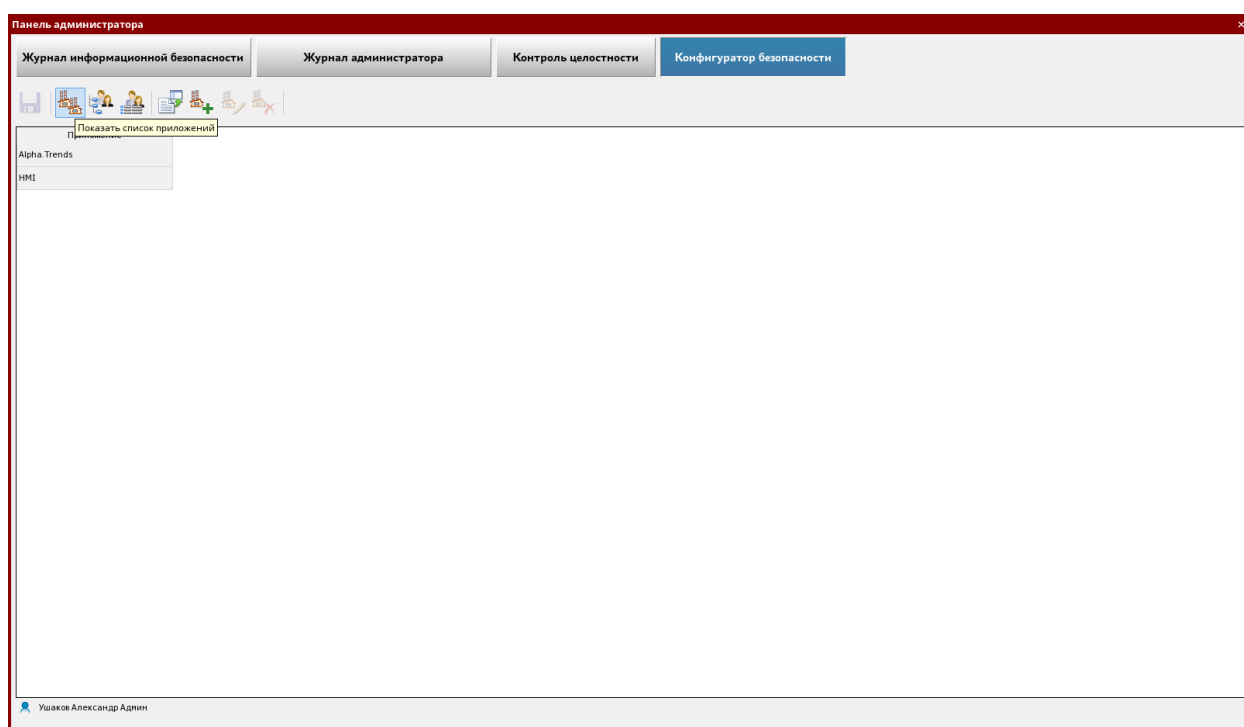 Панель администратора
Журнал информационной безопасности
Журнал администратора
Контроль целостности
Конфигуратор безопасности
Показать список приложений
Приложение
Alpha.Trends
HMI
Ушаков Александр Админ